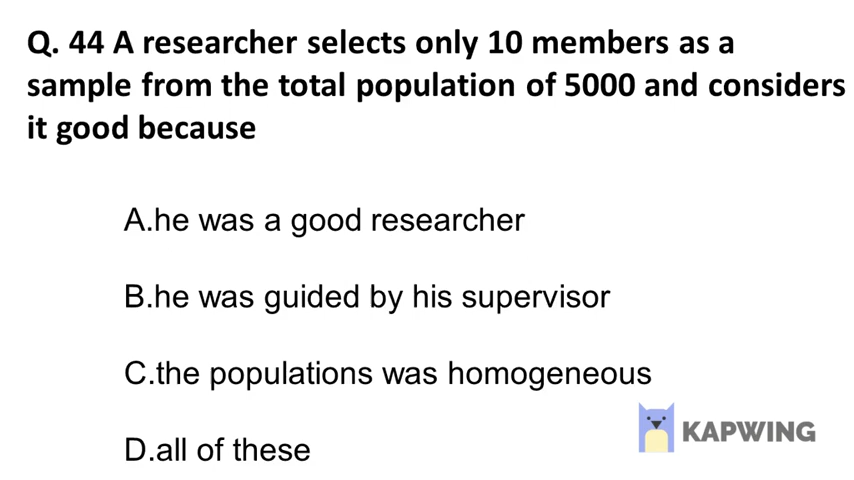 Q. 44 A researcher selects only 10 members as a
sample from the total population of 5000 and considers
it good because
A.he was a good researcher
B.he was guided by his supervisor
C.the populations was homogeneous
D.all of these
KAPWING